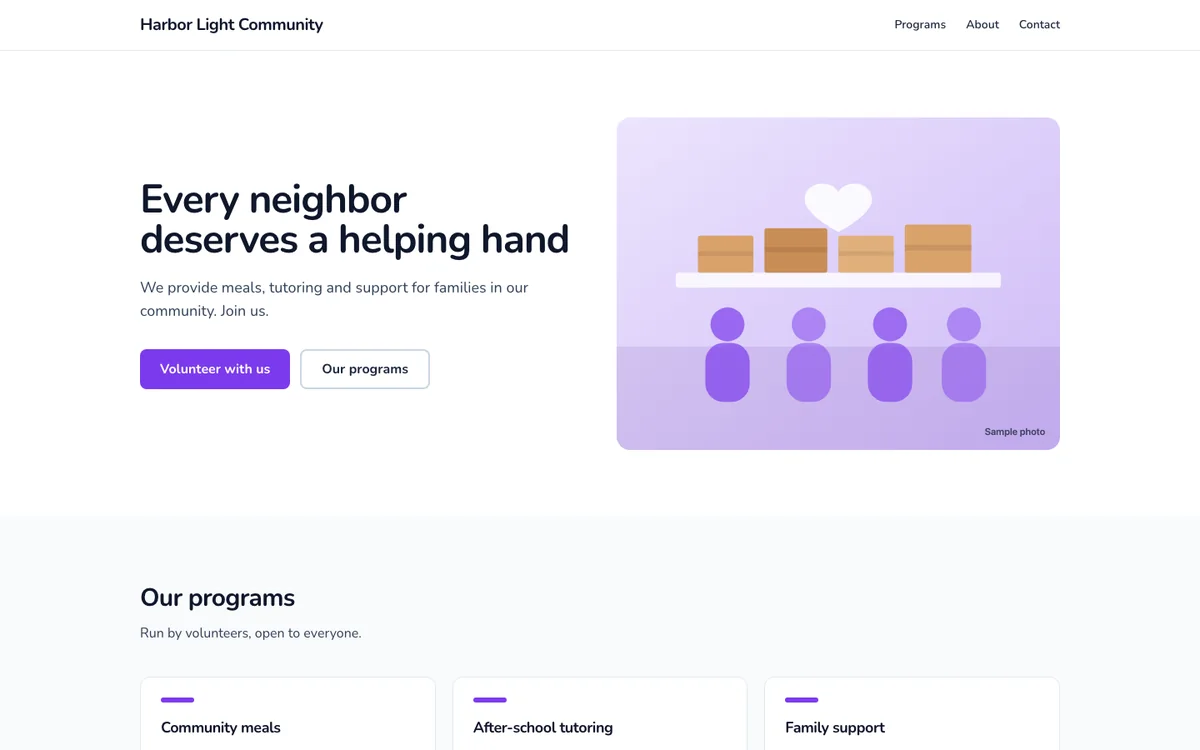 Harbor Light Community
Programs
About
Contact
Every neighbor
deserves a helping hand
We provide meals, tutoring and support for families in our
community. Join us.
Volunteer with us
Our programs
Sample photo
Our programs
Run by volunteers, open to everyone.
Community meals
After-school tutoring
Family support